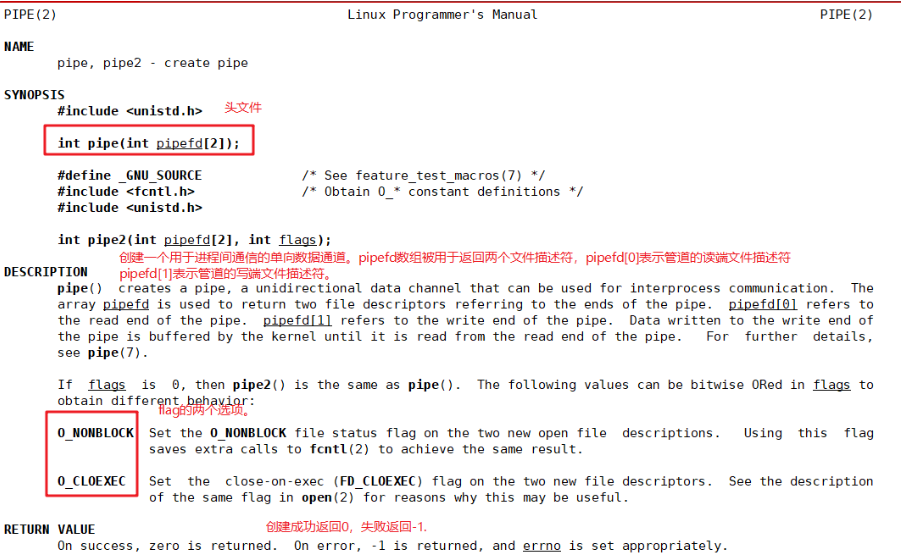 PIPE(2) Linux Programmer's Manual PIPE(2)
NAME
pipe, pipe2 - create pipe
SYNOPSIS
#include <unistd.h> 头文件
int pipe(int pipefd[2]);
#define _GNU_SOURCE /* See feature_test_macros(7) */
#include <fcntl.h> /* Obtain O_* constant definitions */
#include <unistd.h>
int pipe2(int pipefd[2], int flags);
创建一个用于进程间通信的单向数据通道。pipefd数组被用于返回两个文件描述符，pipefd[0]表示管道的读端文件描述符
pipefd[1]表示管道的写端文件描述符。
DESCRIPTION
pipe() creates a pipe, a unidirectional data channel that can be used for interprocess communication. The
array pipefd is used to return two file descriptors referring to the ends of the pipe. pipefd[0] refers to
the read end of the pipe. pipefd[1] refers to the write end of the pipe. Data written to the write end of
the pipe is buffered by the kernel until it is read from the read end of the pipe. For further details,
see pipe(7).
If flags is 0, then pipe2() is the same as pipe(). The following values can be bitwise ORed in flags to
obtain different behavior:
flag的两个选项。
O_NONBLOCK Set the O_NONBLOCK file status flag on the two new open file descriptions. Using this flag
saves extra calls to fcntl(2) to achieve the same result.
O_CLOEXEC Set the close-on-exec (FD_CLOEXEC) flag on the two new file descriptors. See the description
of the same flag in open(2) for reasons why this may be useful.
RETURN VALUE 创建成功返回0，失败返回-1.
On success, zero is returned. On error, -1 is returned, and errno is set appropriately.